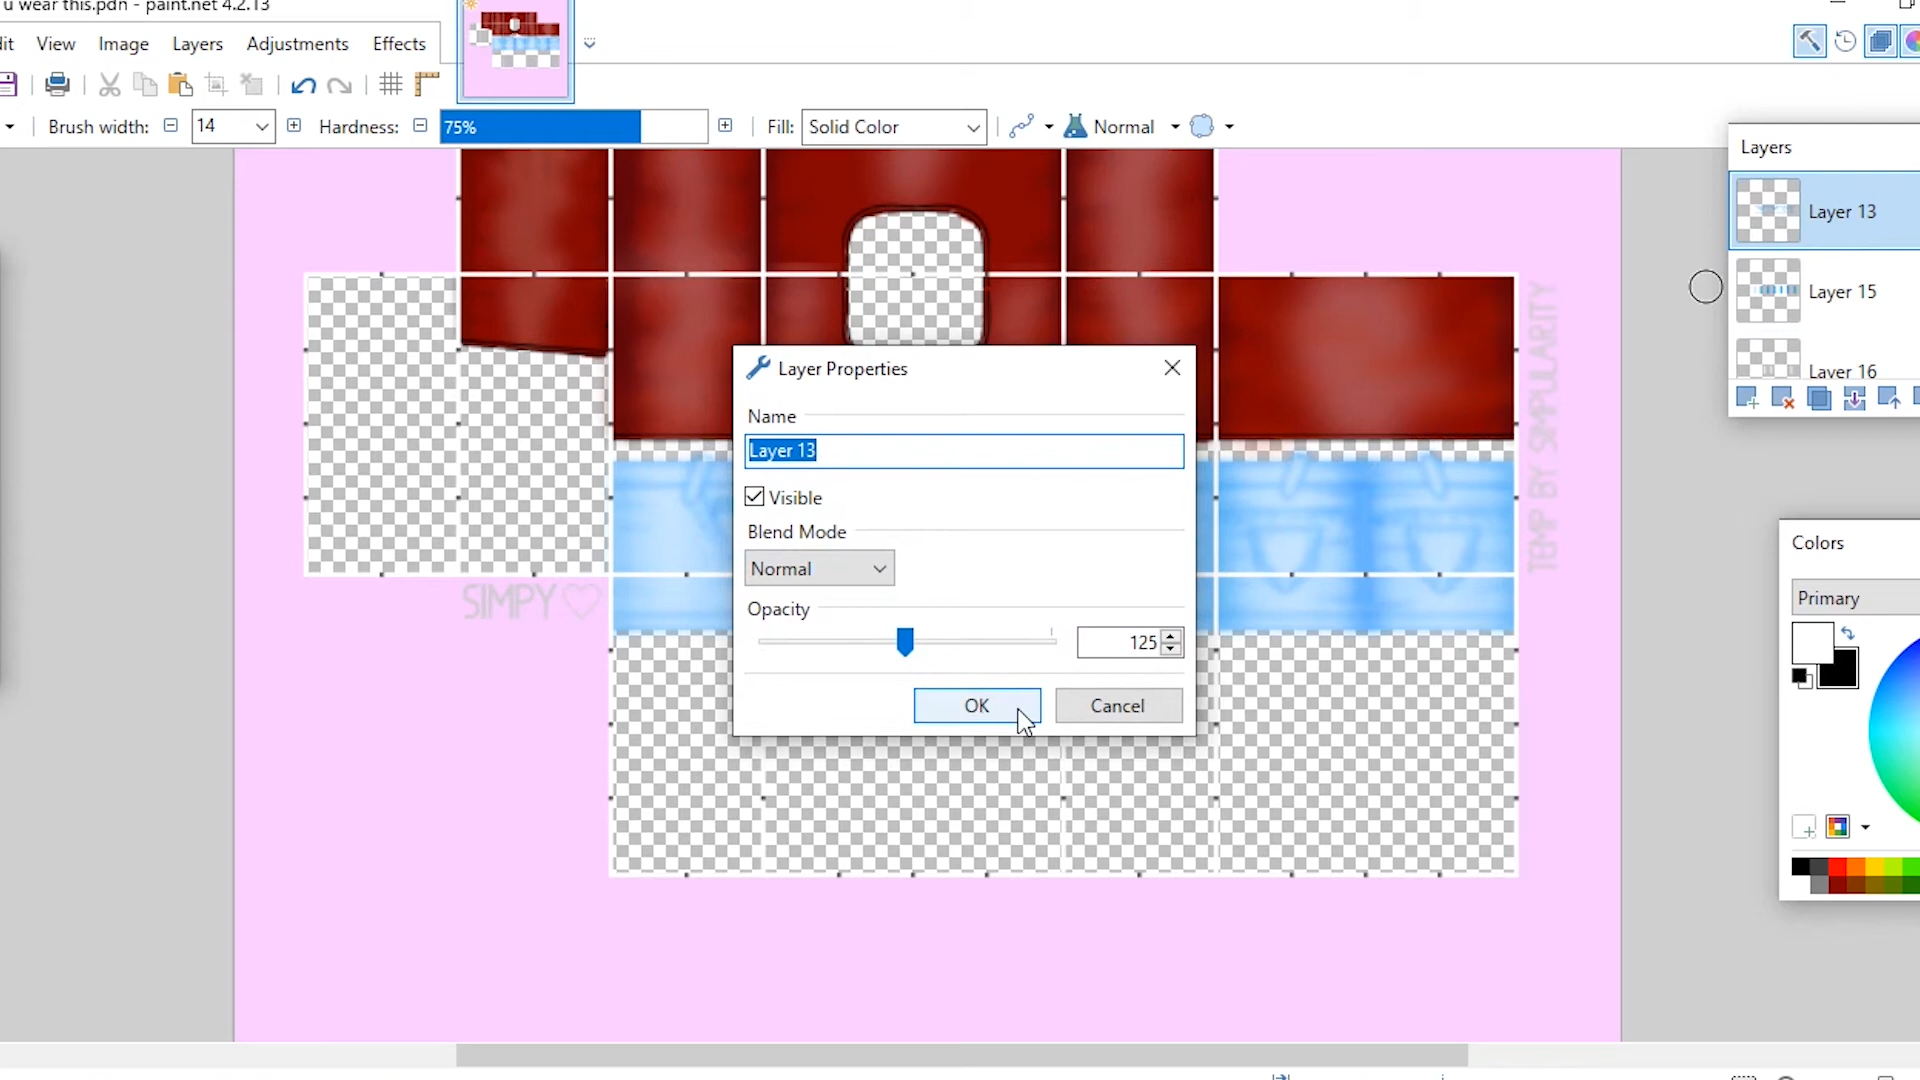 u wear this.pdn - paint.net 4.2.13
it View Image Layers Adjustments Effects
Brush width: 14 Hardness: 75% Fill: Solid Color Normal
Layers
Layer 13
Layer 15
Layer 16
Layer Properties
Name
Layer 13
Visible
Blend Mode
Normal
Opacity
125
OK Cancel
SIMPY
TEMP BY SIMPULARITY
Colors
Primary